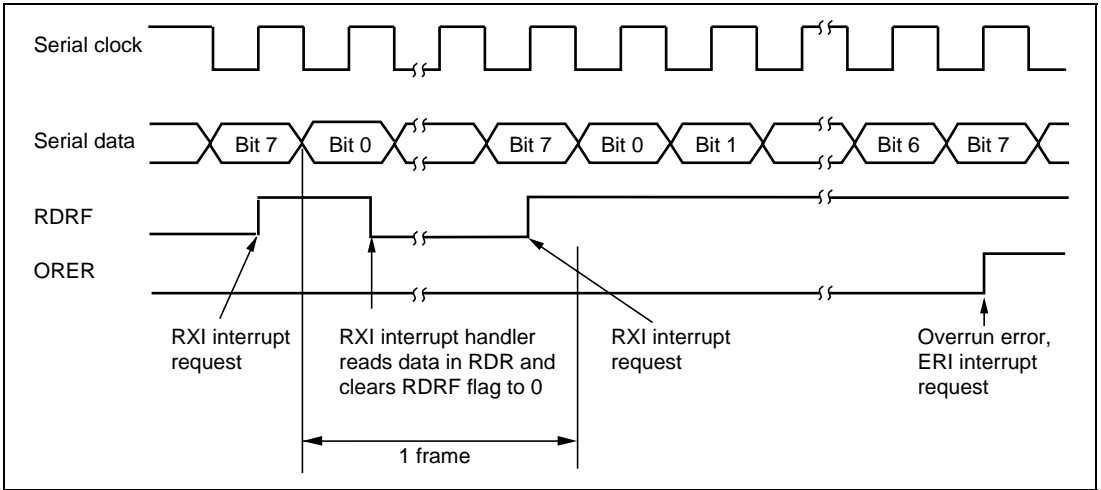 Serial clock
Serial data
Bit 7
Bit 0
Bit 7
Bit 0
Bit 1
Bit 6
Bit 7
RDRF
ORER
RXI interrupt
request
RXI interrupt handler
reads data in RDR and
clears RDRF flag to 0
RXI interrupt
request
Overrun error,
ERI interrupt
request
1 frame